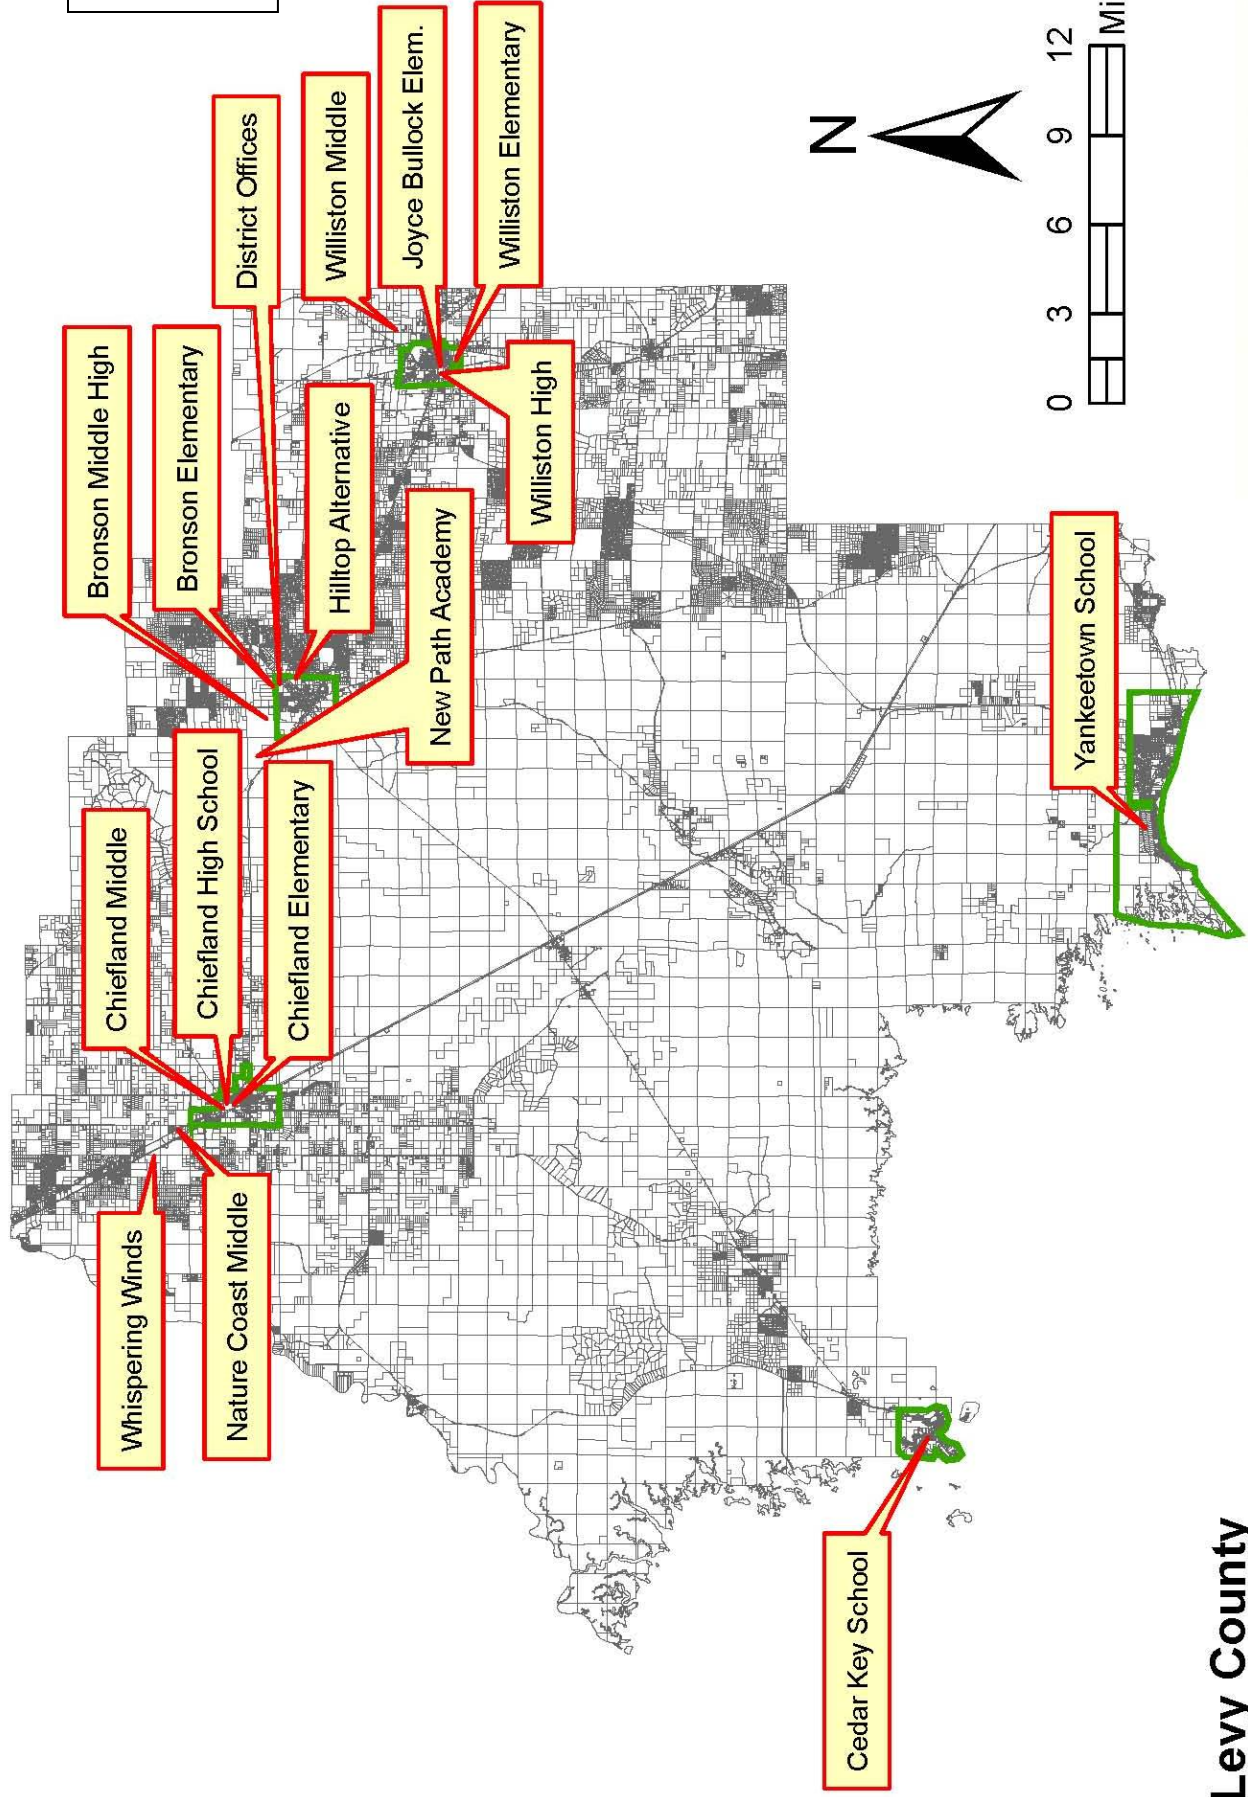 Whispering Winds
Nature Coast Middle
Chiefland Middle
Chiefland High School
Chiefland Elementary
Bronson Middle High
Bronson Elementary
District Offices
Hilltop Alternative
New Path Academy
Williston Middle
Joyce Bullock Elem.
Williston Elementary
Williston High
Cedar Key School
Yankeetown School
N
0 3 6 9 12
Mi
Levy County